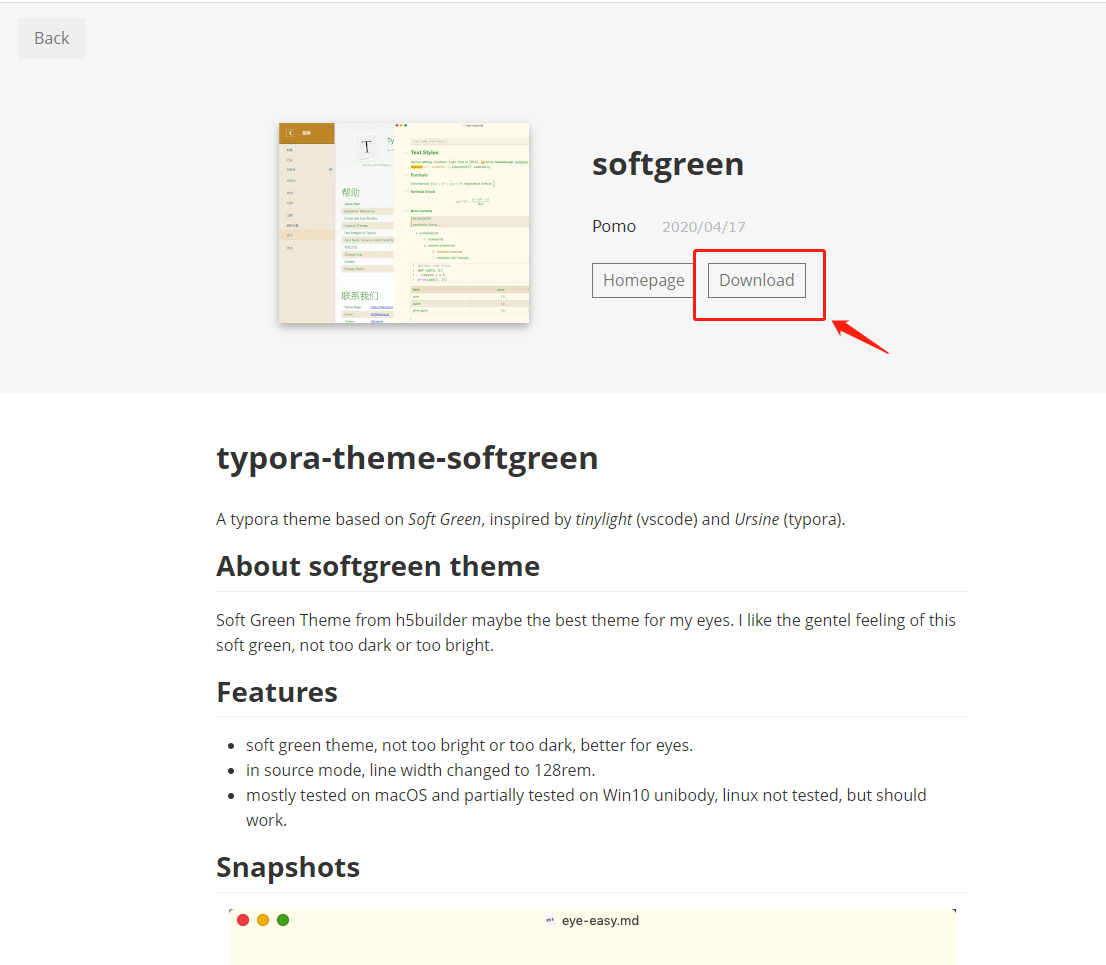 Back
softgreen
Pomo 2020/04/17
Homepage Download
T
Ty
eye-easy.md
Text Styles
Formula
帮助
联系我们
typora-theme-softgreen
A typora theme based on Soft Green, inspired by tinylight (vscode) and Ursine (typora).
About softgreen theme
Soft Green Theme from h5builder maybe the best theme for my eyes. I like the gentel feeling of this
soft green, not too dark or too bright.
Features
soft green theme, not too bright or too dark, better for eyes.
in source mode, line width changed to 128rem.
mostly tested on macOS and partially tested on Win10 unibody, linux not tested, but should
work.
Snapshots
eye-easy.md